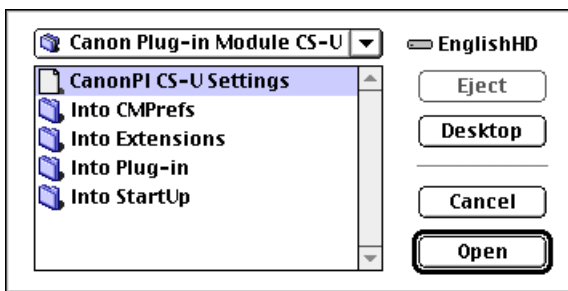 Canon Plug-in Module CS-U
EnglishHD
CanonPI CS-U Settings
Into CMPrefs
Into Extensions
Into Plug-in
Into StartUp
Eject
Desktop
Cancel
Open